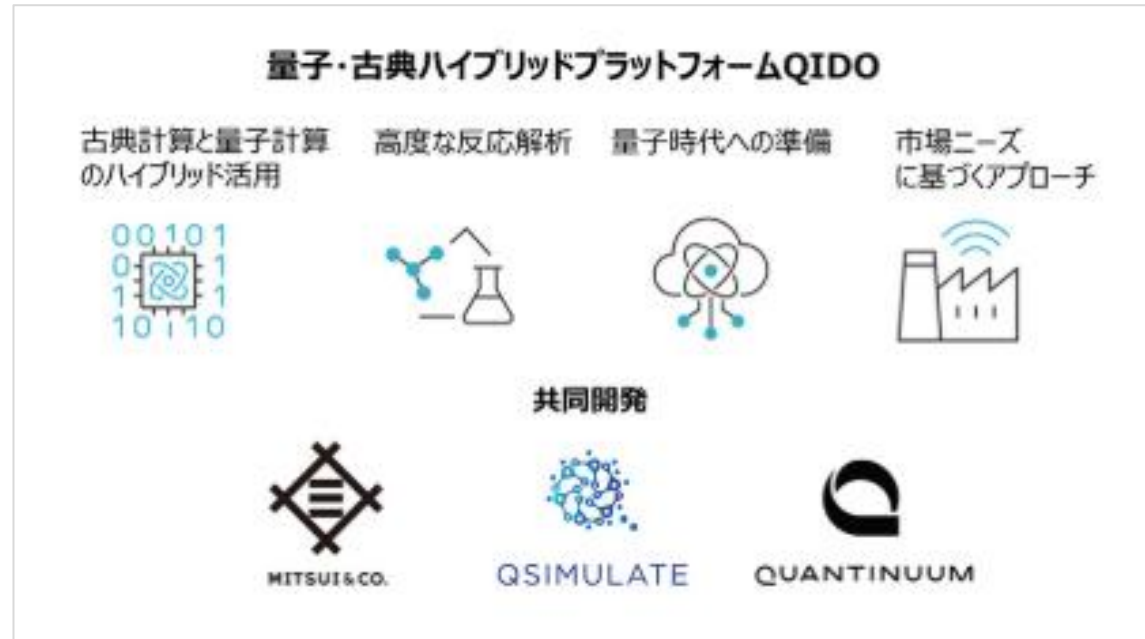 量子・古典ハイブリッドプラットフォームQIDO
古典計算と量子計算
のハイブリッド活用
高度な反応解析
量子時代への準備
市場ニーズ
に基づくアプローチ
00101
0 1
1 1
10 1 10
共同開発
MITSUI&CO.
QSIMULATE
QUANTINUUM